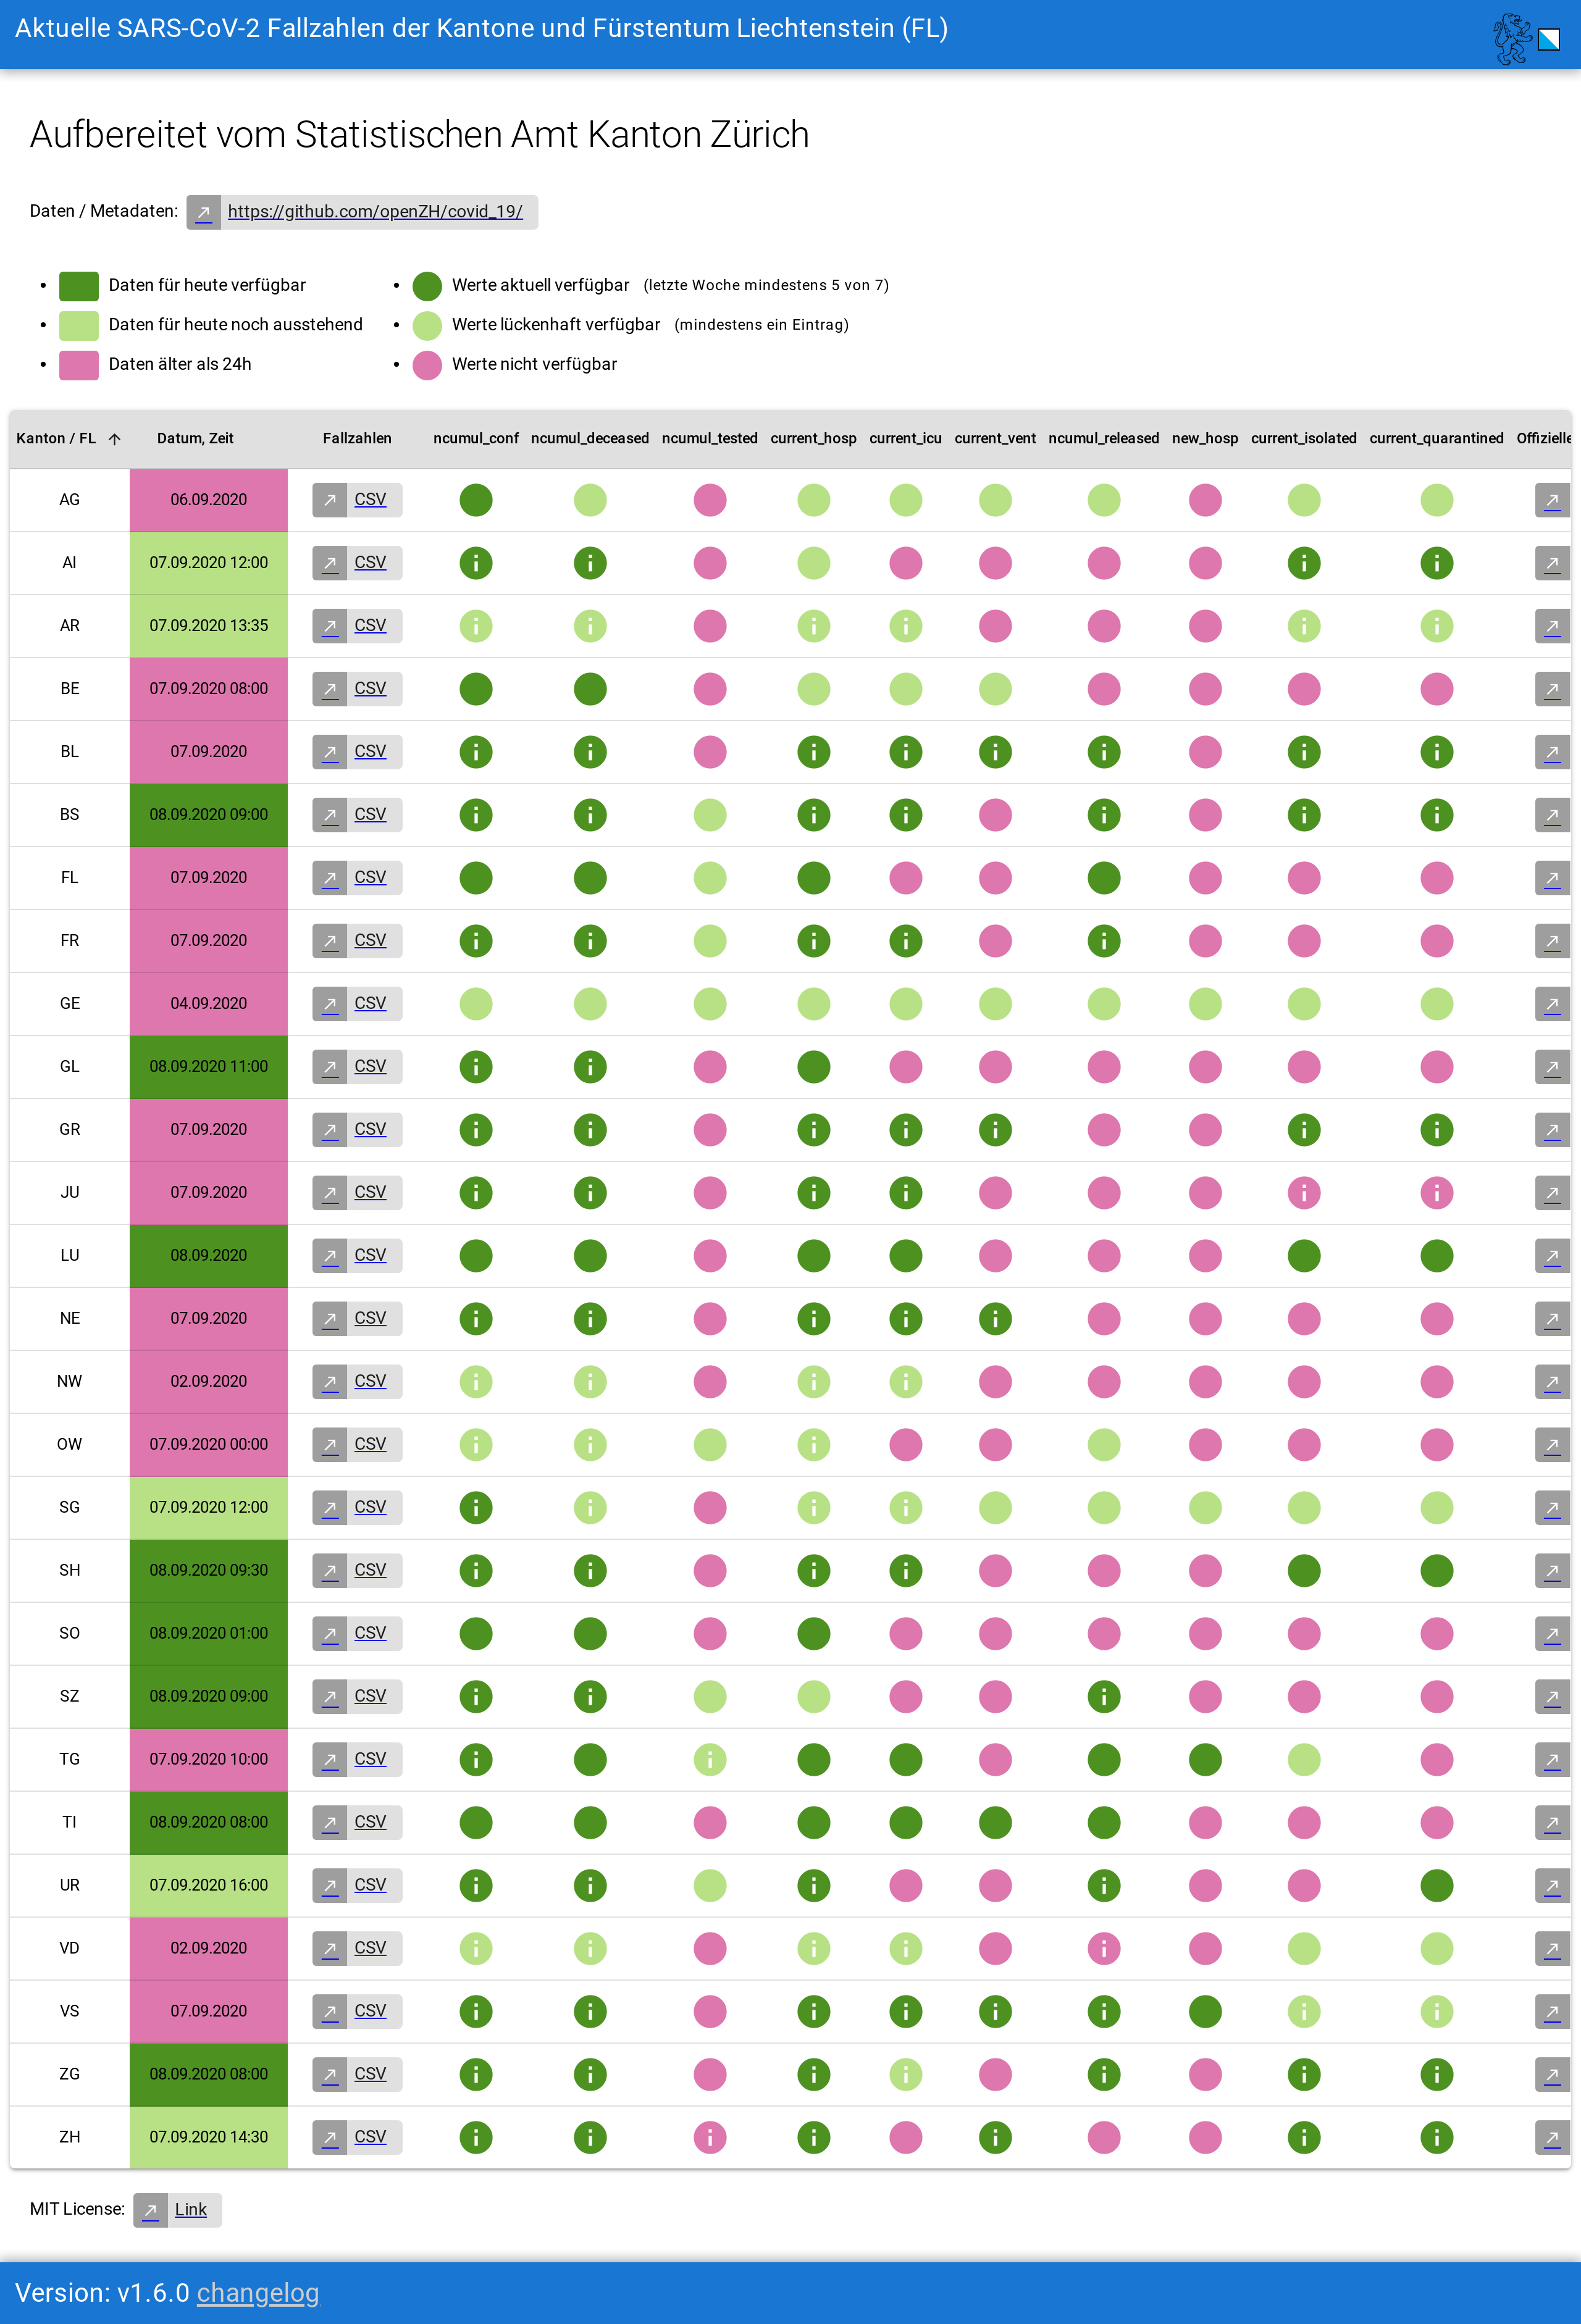 Aktuelle SARS-CoV-2 Fallzahlen der Kantone und Fürstentum Liechtenstein (FL)
Aufbereitet vom Statistischen Amt Kanton Zürich
Daten / Metadaten: https://github.com/openZH/covid_19/
Daten für heute verfügbar
Daten für heute noch ausstehend
Daten älter als 24h
Werte aktuell verfügbar (letzte Woche mindestens 5 von 7)
Werte lückenhaft verfügbar (mindestens ein Eintrag)
Werte nicht verfügbar
Kanton / FL Datum, Zeit Fallzahlen ncumul_conf ncumul_deceased ncumul_tested current_hosp current_icu current_vent ncumul_released new_hosp current_isolated current_quarantined Offizielle
AG 06.09.2020 CSV
AI 07.09.2020 12:00 CSV
AR 07.09.2020 13:35 CSV
BE 07.09.2020 08:00 CSV
BL 07.09.2020 CSV
BS 08.09.2020 09:00 CSV
FL 07.09.2020 CSV
FR 07.09.2020 CSV
GE 04.09.2020 CSV
GL 08.09.2020 11:00 CSV
GR 07.09.2020 CSV
JU 07.09.2020 CSV
LU 08.09.2020 CSV
NE 07.09.2020 CSV
NW 02.09.2020 CSV
OW 07.09.2020 00:00 CSV
SG 07.09.2020 12:00 CSV
SH 08.09.2020 09:30 CSV
SO 08.09.2020 01:00 CSV
SZ 08.09.2020 09:00 CSV
TG 07.09.2020 10:00 CSV
TI 08.09.2020 08:00 CSV
UR 07.09.2020 16:00 CSV
VD 02.09.2020 CSV
VS 07.09.2020 CSV
ZG 08.09.2020 08:00 CSV
ZH 07.09.2020 14:30 CSV
MIT License: Link
Version: v1.6.0 changelog